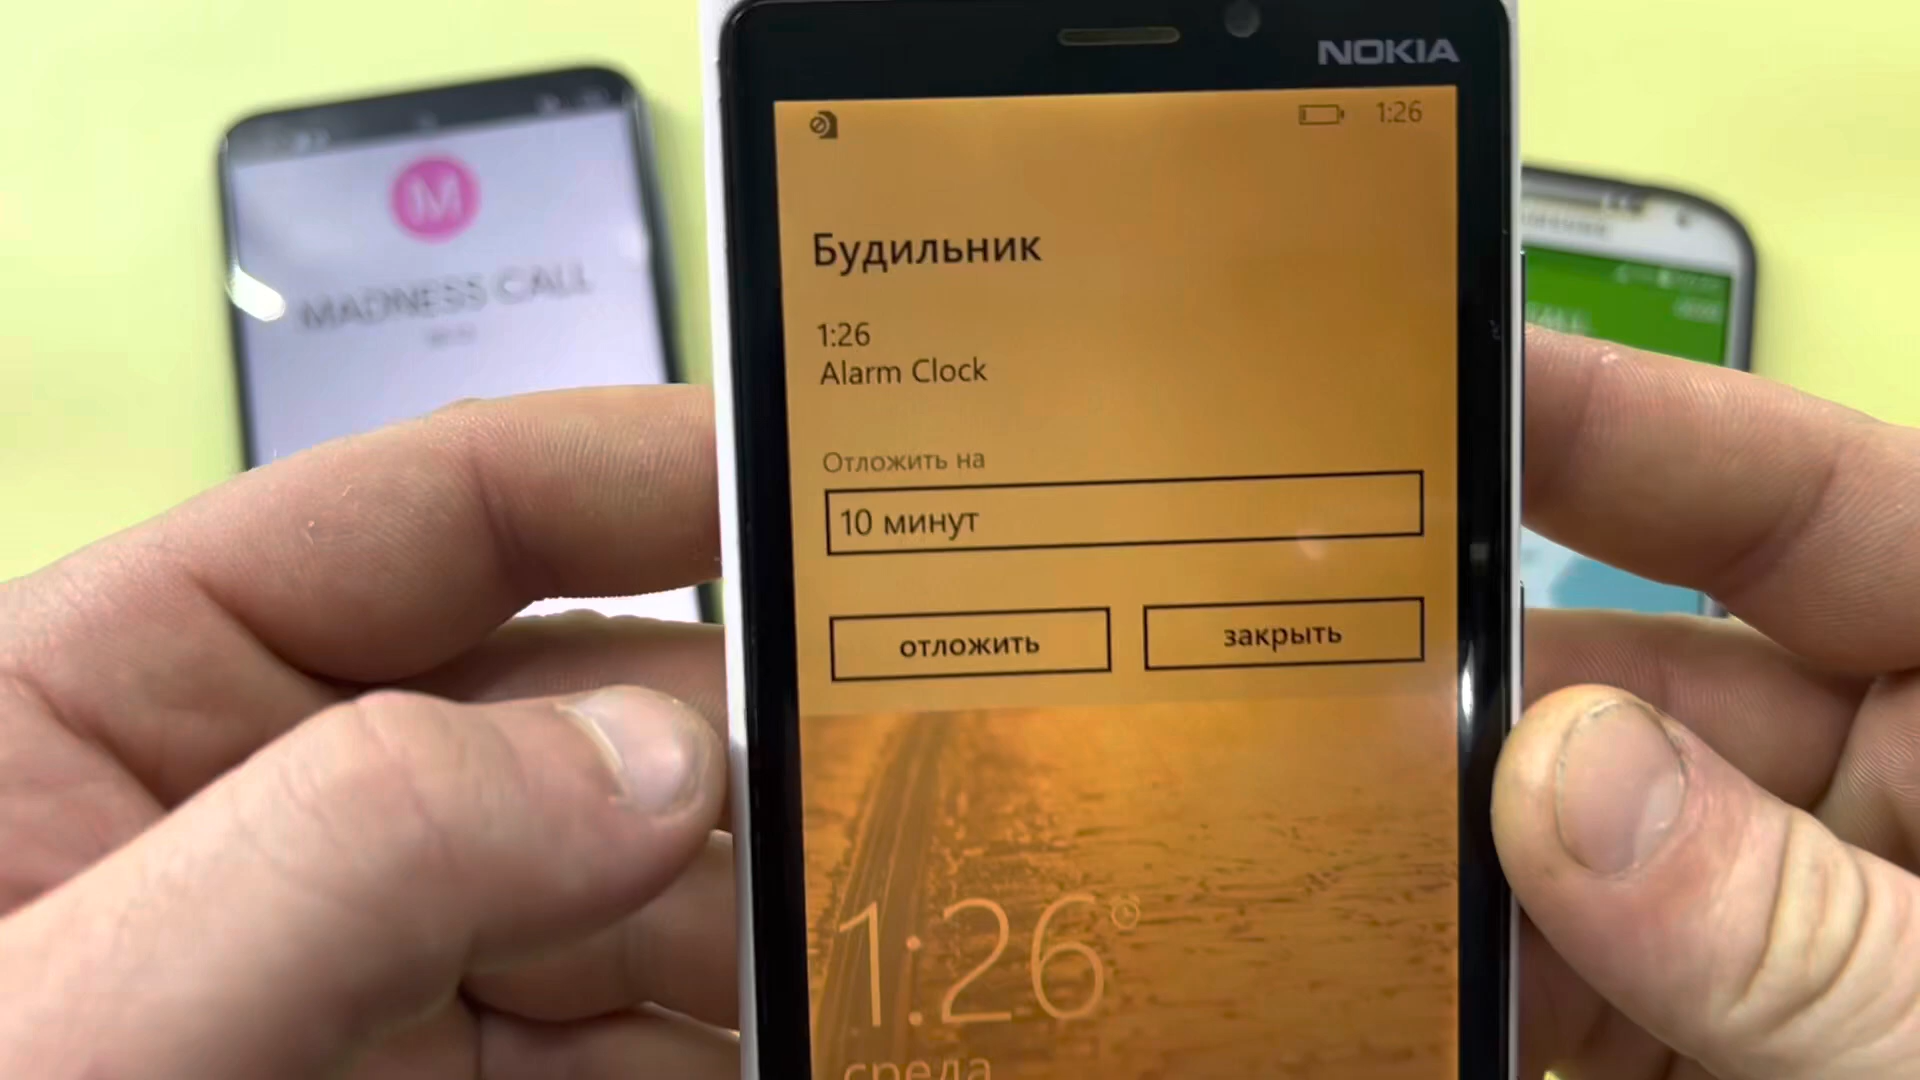 NOKIA
1:26
Будильник
1:26
Alarm Clock
Отложить на
10 минут
отложить
закрыть
1:26
среда
M
MADNESS CALL